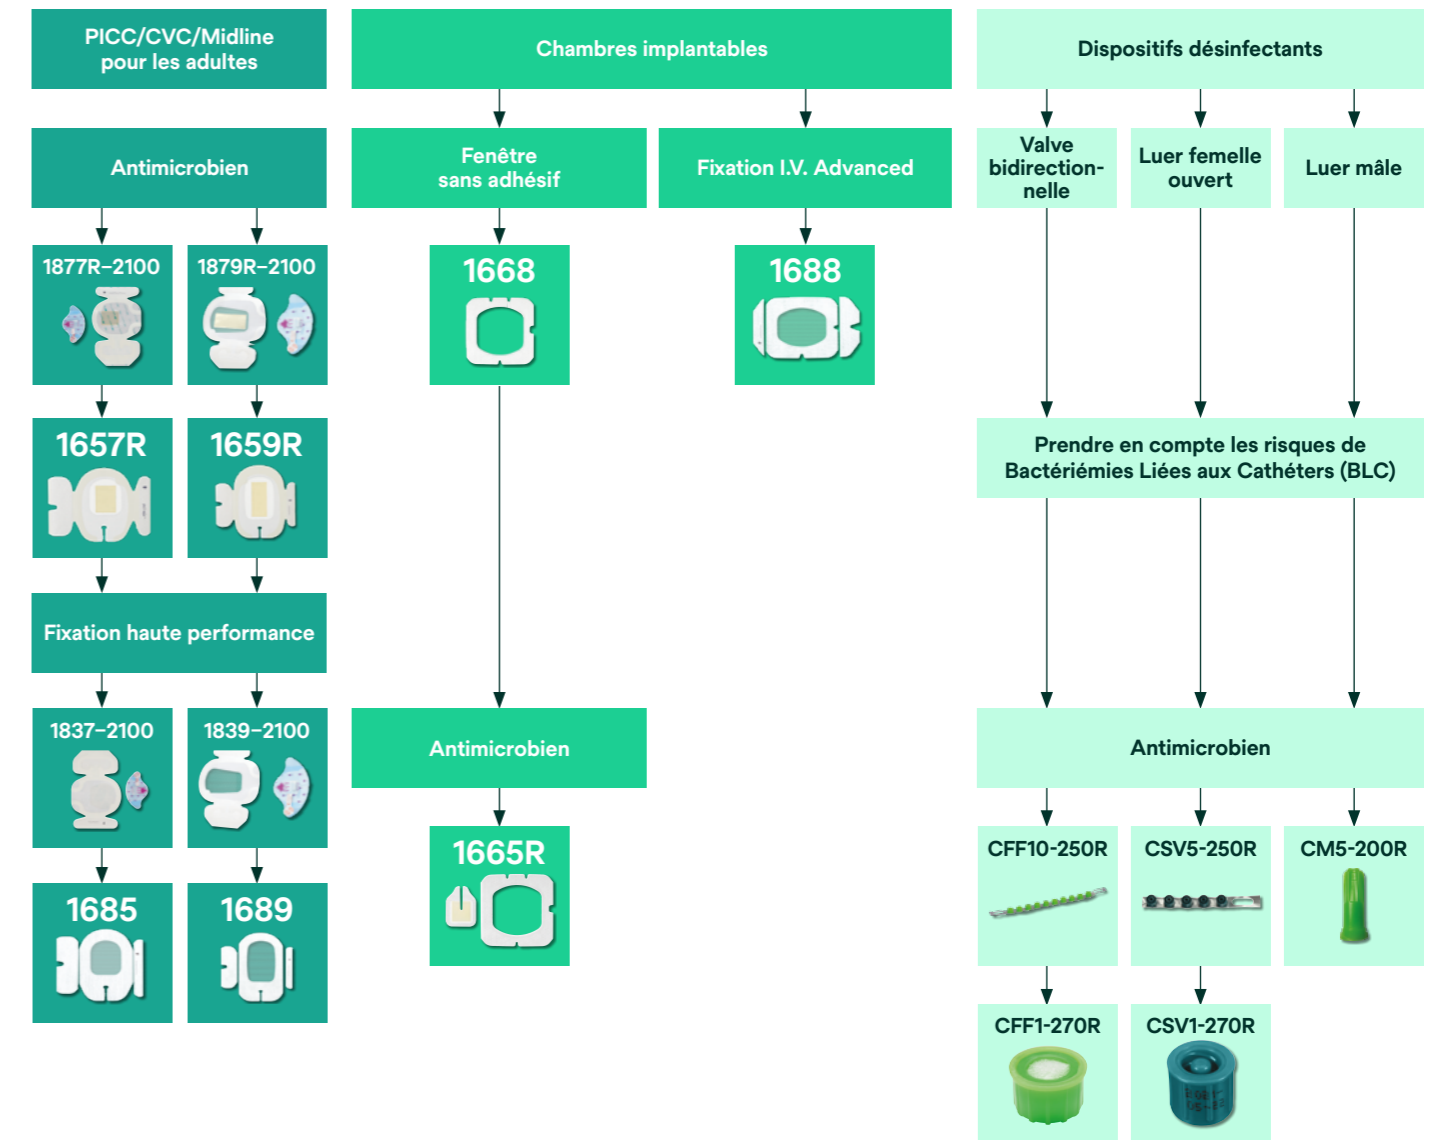 PICC/CVC/Midline
pour les adultes
Antimicrobien
1877R–2100
1879R–2100
1657R
1659R
Fixation haute performance
1837–2100
1839–2100
1685
1689
Chambres implantables
Fenêtre
sans adhésif
Fixation I.V. Advanced
1668
1688
Antimicrobien
1665R
Dispositifs désinfectants
Valve
bidirection-
nelle
Luer femelle
ouvert
Luer mâle
Prendre en compte les risques de
Bactériémies Liées aux Cathéters (BLC)
Antimicrobien
CFF10-250R
CSV5-250R
CM5-200R
CFF1-270R
CSV1-270R